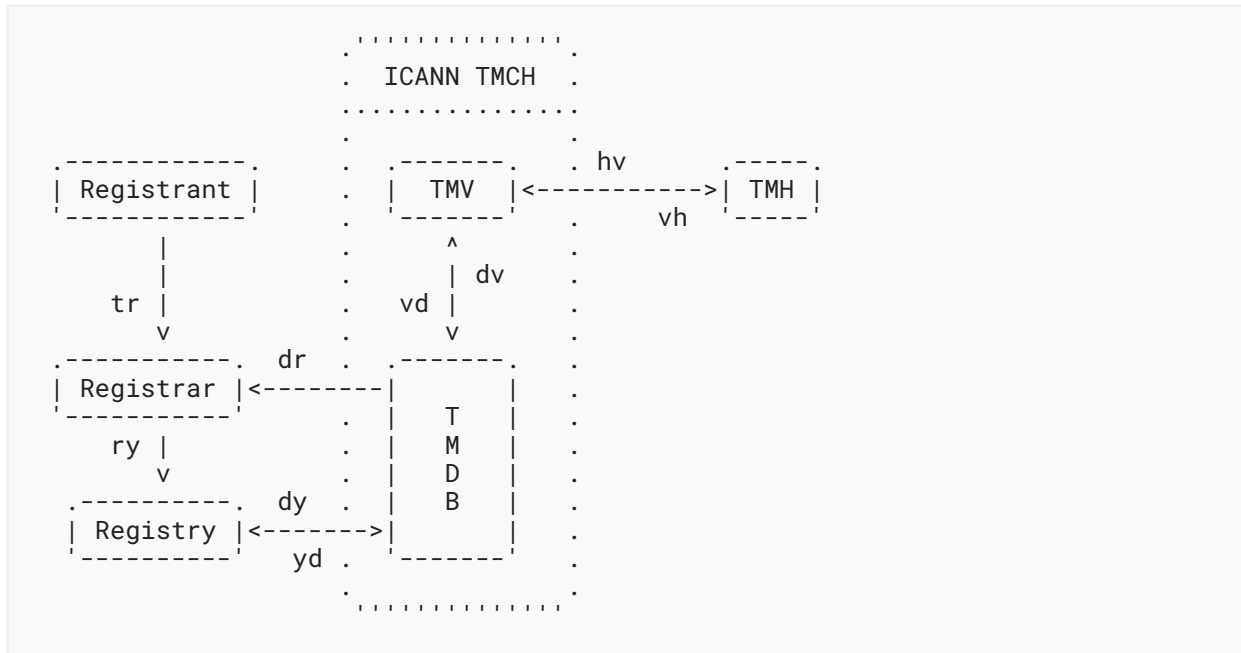 ICANN TMCH
hv
Registrant TMV TMH
vh
dv
tr vd
dr
Registrar
T
ry M
D
dy B
Registry
yd